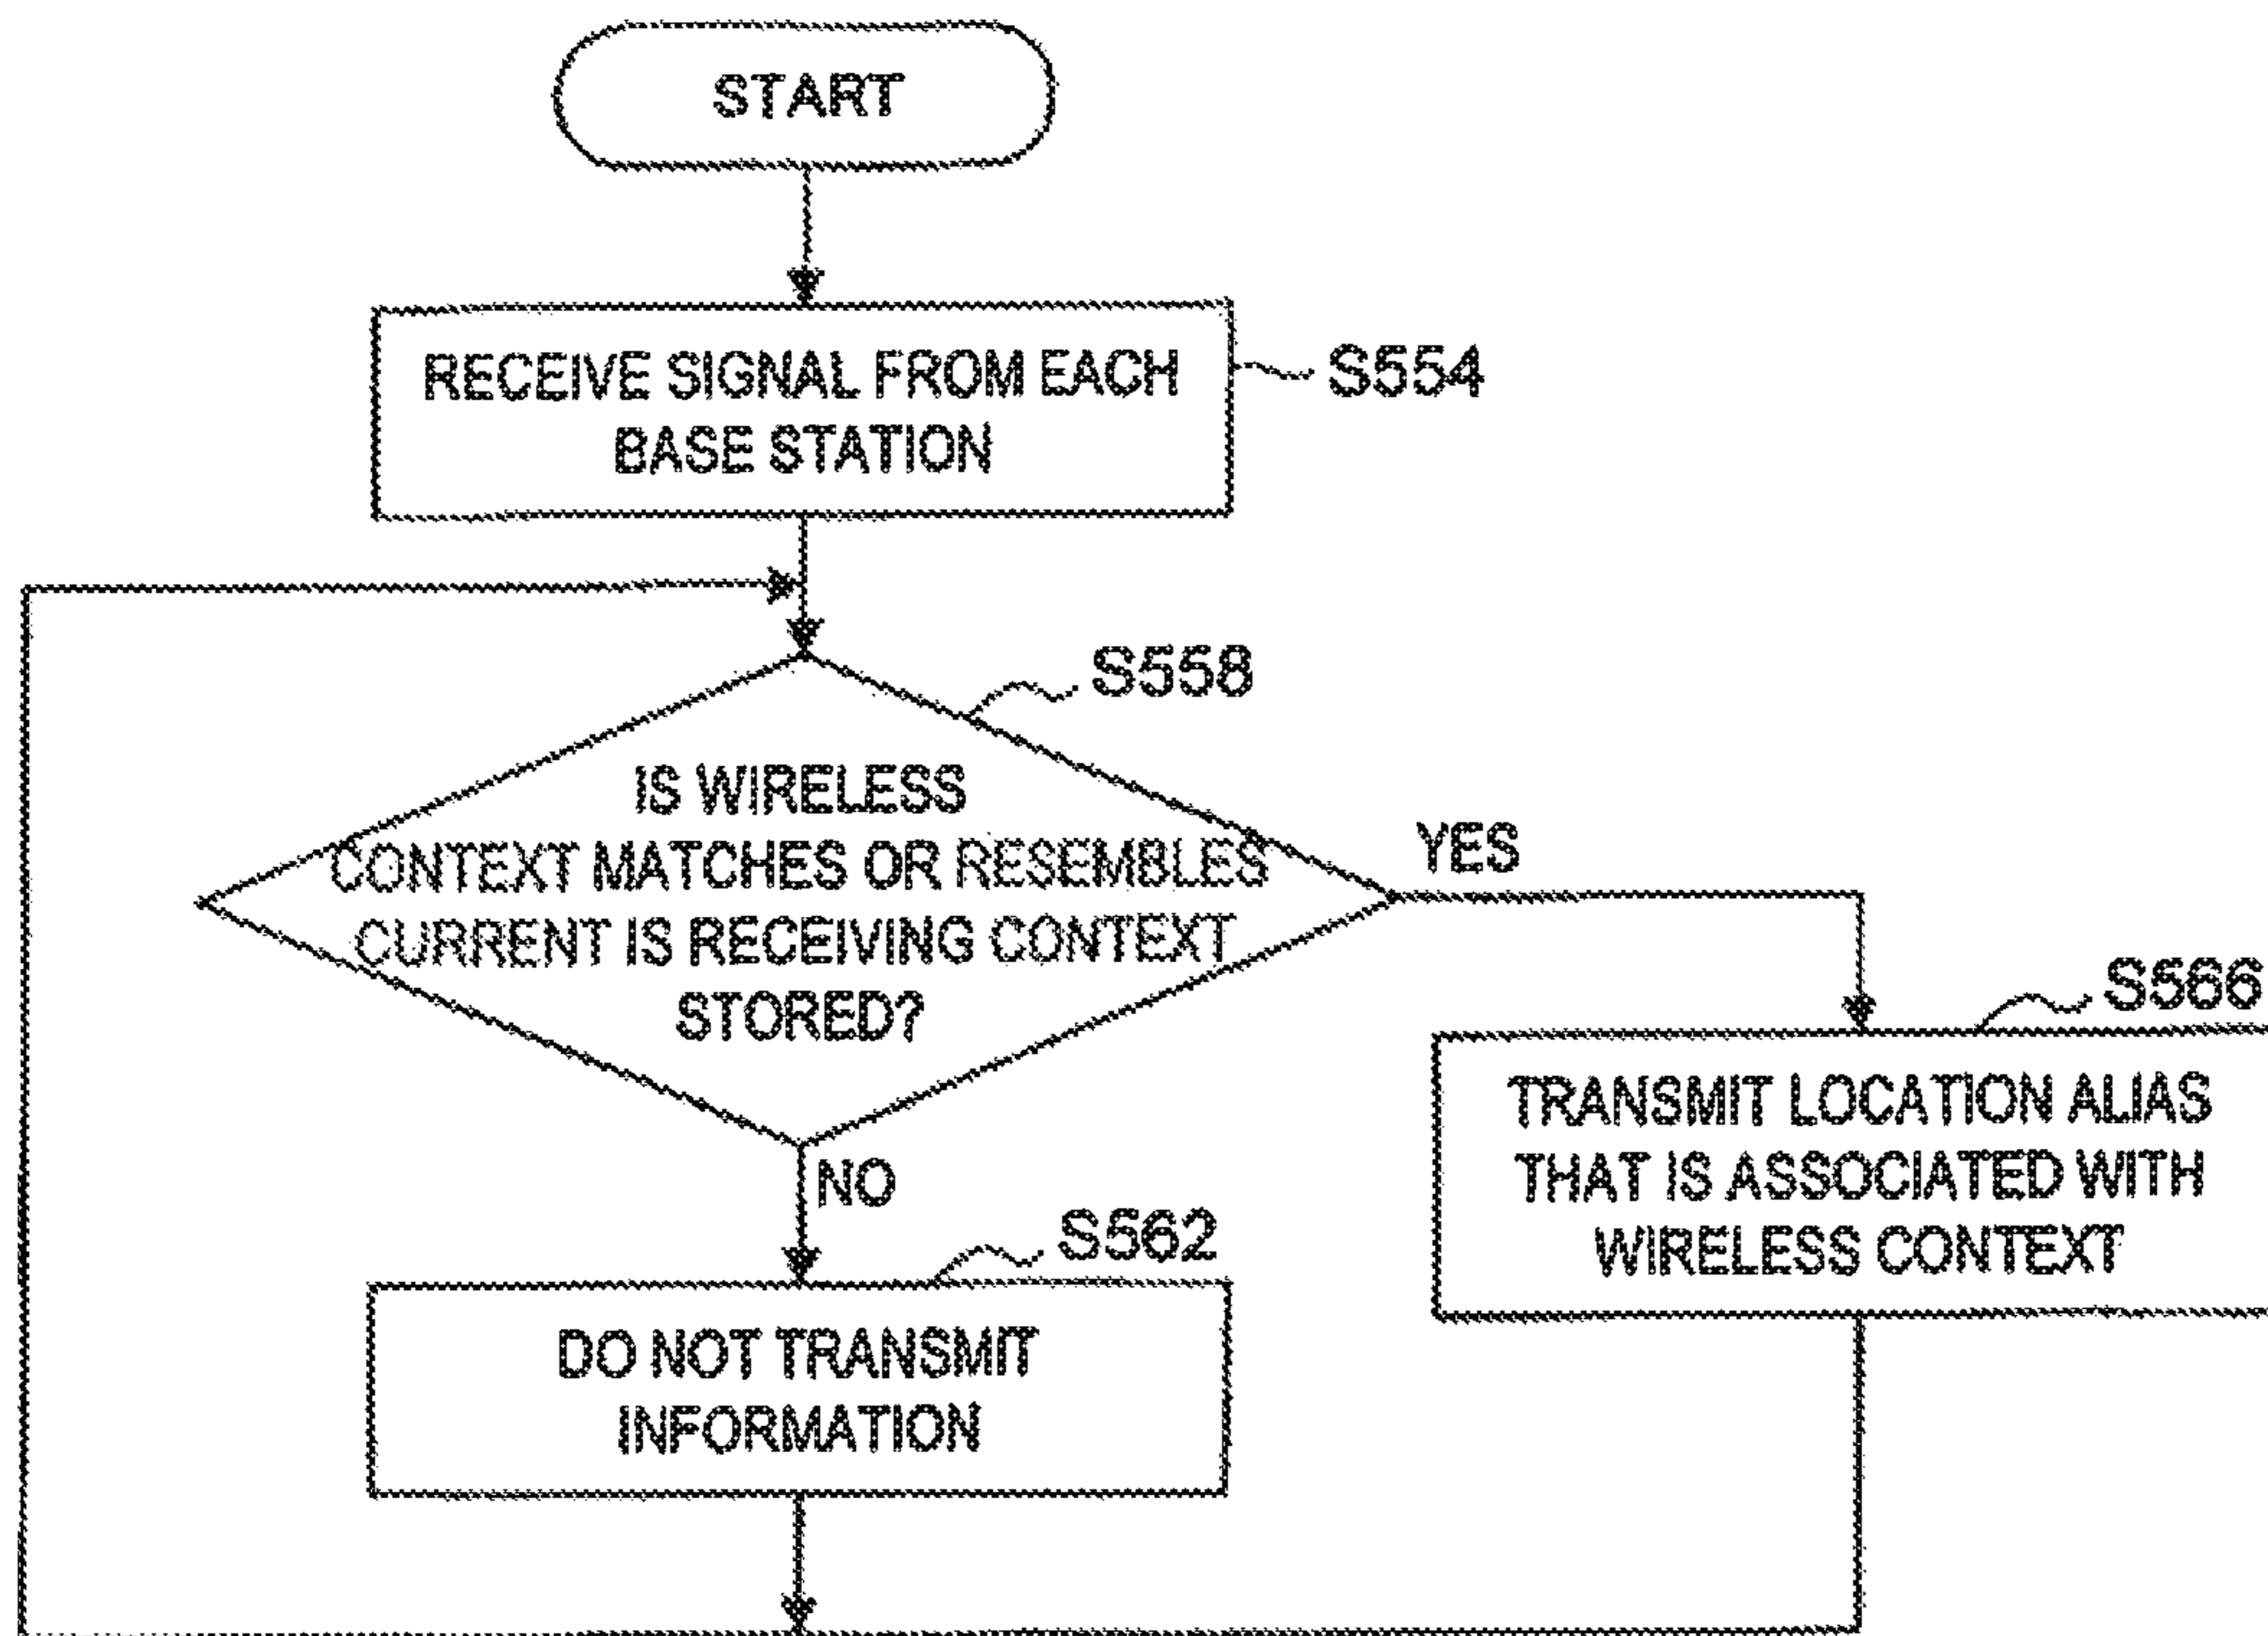 START
RECEIVE SIGNAL FROM EACH
BASE STATION
S554
S558
IS WIRELESS
CONTEXT MATCHES OR RESEMBLES
CURRENT IS RECEIVING CONTEXT
STORED?
YES
NO
S566
TRANSMIT LOCATION ALIAS
THAT IS ASSOCIATED WITH
WIRELESS CONTEXT
S562
DO NOT TRANSMIT
INFORMATION